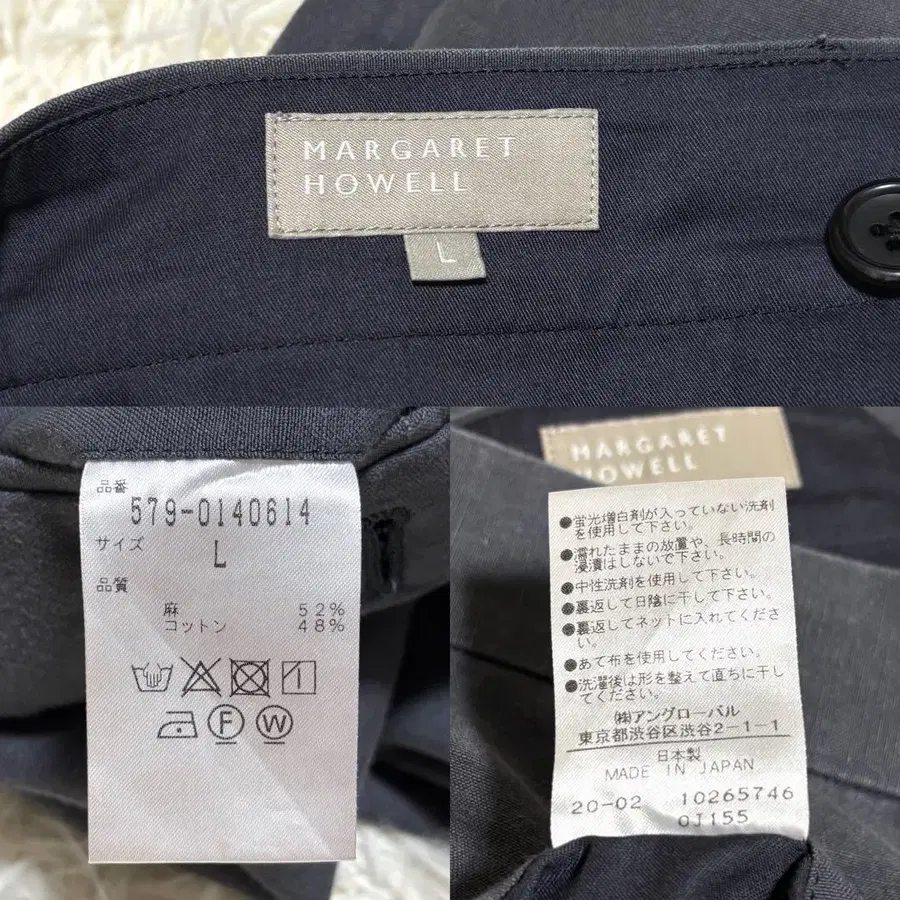 MARGARET
HOWELL
L
品番
579-0140614
サイズ
L
品質
麻 52%
コットン 48%
F W
MARGARET
HOWELL
●蛍光増白剤が入っていない洗剤
を使用して下さい。
●濡れたままの放置や、長時間の
浸漬はしないで下さい。
●中性洗剤を使用して下さい。
●裏返して日陰に干して下さい。
●裏返してネットに入れてくださ
い。
●あて布を使用してください。
●洗濯後は形を整えて直ちに干し
てください。
㈱アングローバル
東京都渋谷区渋谷2-1-1
日本製
MADE IN JAPAN
20-02 10265746
0J155